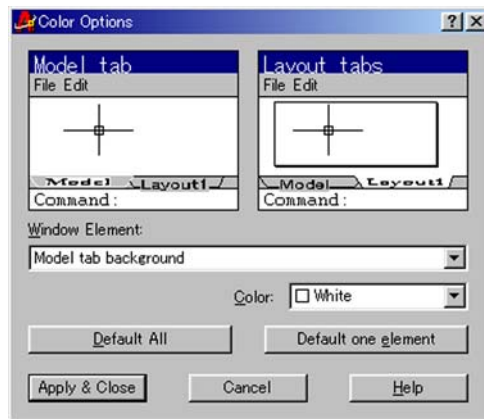 Color Options
Model tab
File Edit
Model Layout1
Command:
Layout tabs
File Edit
Model Layout1
Command:
Window Element:
Model tab background
Color: White
Default All
Default one element
Apply & Close
Cancel
Help